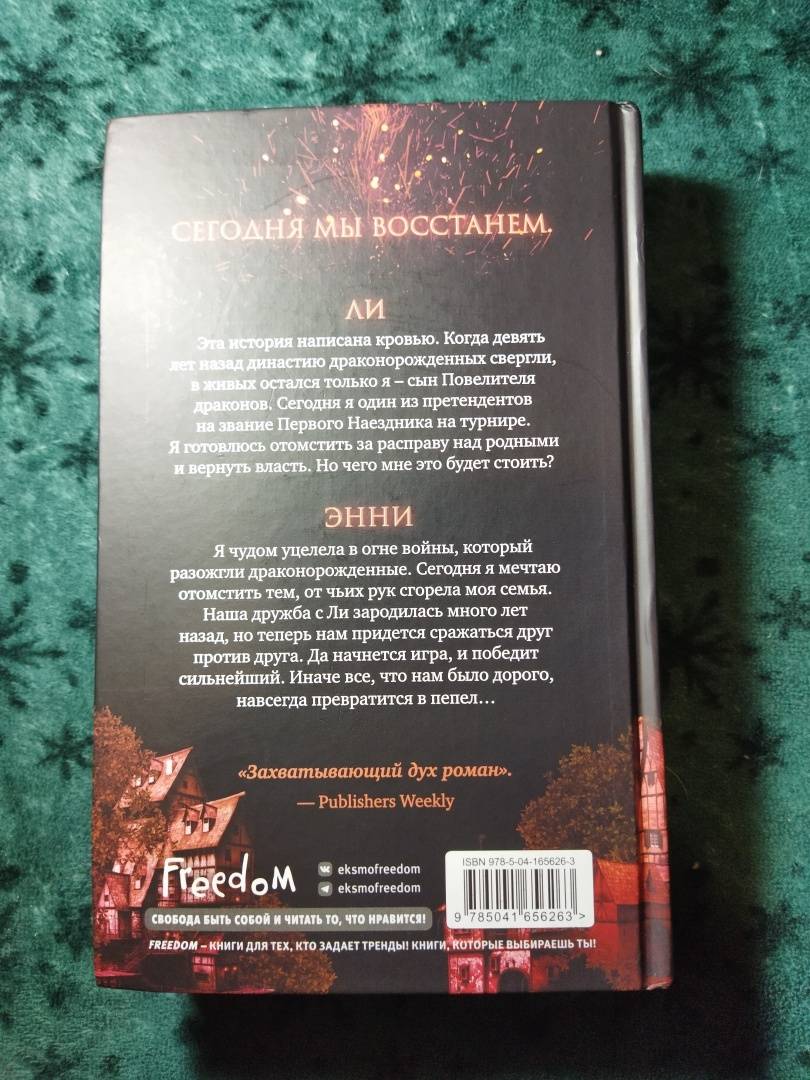 СЕГОДНЯ МЫ ВОССТАНЕМ.
ЛИ
Эта история написана кровью. Когда девять
лет назад династию драконорожденных свергли,
в живых остался только я – сын Повелителя
драконов. Сегодня я один из претендентов
на звание Первого Наездника на турнире.
Я готовлюсь отомстить за расправу над родными
и вернуть власть. Но чего мне это будет стоить?
ЭННИ
Я чудом уцелела в огне войны, который
разожгли драконорожденные. Сегодня я мечтаю
отомстить тем, от чьих рук сгорела моя семья.
Наша дружба с Ли зародилась много лет
назад, но теперь нам придется сражаться друг
против друга. Да начнется игра, и победит
сильнейший. Иначе все, что нам было дорого,
навсегда превратится в пепел...
«Захватывающий дух роман».
— Publishers Weekly
Freedom
eksmofreedom
eksmofreedom
ISBN 978-5-04-165626-3
9 785041 656263 >
СВОБОДА БЫТЬ СОБОЙ И ЧИТАТЬ ТО, ЧТО НРАВИТСЯ!
FREEDOM – КНИГИ ДЛЯ ТЕХ, КТО ЗАДАЕТ ТРЕНДЫ! КНИГИ, КОТОРЫЕ ВЫБИРАЕШЬ ТЫ!